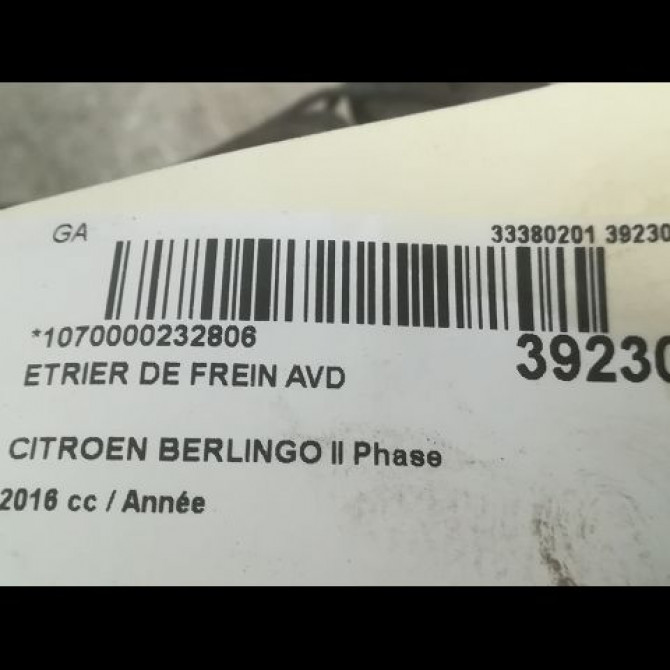 GA
33380201 39230
*1070000232806
39230
ETRIER DE FREIN AVD
CITROEN BERLINGO II Phase
2016 cc / Année